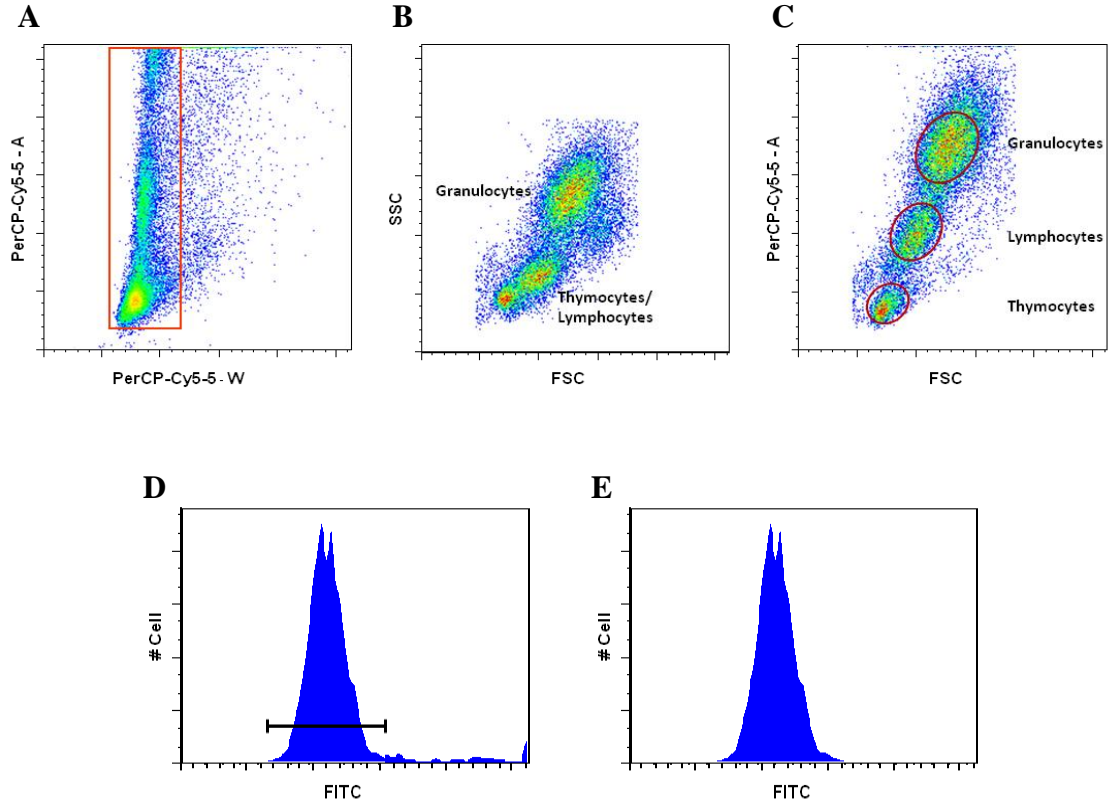 A
PerCP-Cy5-5 - A
PerCP-Cy5-5 - W
B
SSC
Granulocytes
Thymocytes/
Lymphocytes
FSC
C
PerCP-Cy5-5 - A
Granulocytes
Lymphocytes
Thymocytes
FSC
D
# Cell
FITC
E
# Cell
FITC